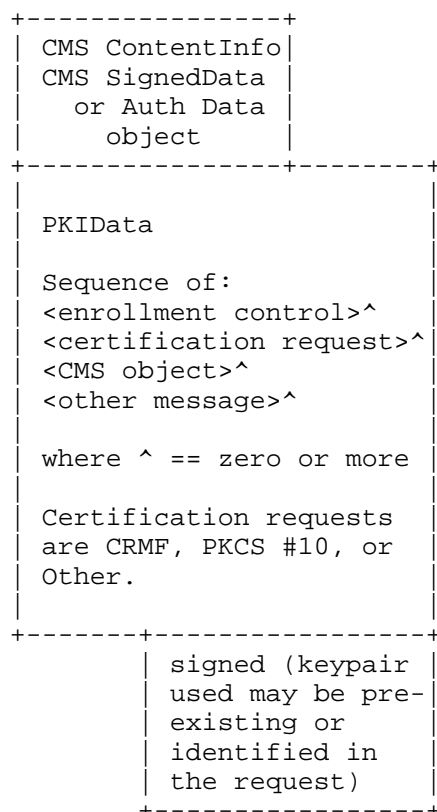 +----------------+
| CMS ContentInfo|
| CMS SignedData |
|   or Auth Data |
|     object     |
+----------------+--------+
|                         |
| PKIData                 |
|                         |
| Sequence of:            |
| <enrollment control>^   |
| <certification request>^|
| <CMS object>^           |
| <other message>^        |
|                         |
| where ^ == zero or more |
|                         |
| Certification requests  |
| are CRMF, PKCS #10, or  |
| Other.                  |
|                         |
+-------+-----------------+
        | signed (keypair |
        | used may be pre-|
        | existing or     |
        | identified in   |
        | the request)    |
        +-----------------+